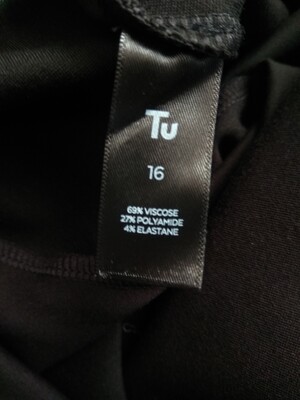 Tu
16
69% VISCOSE
27% POLYAMIDE
4% ELASTANE